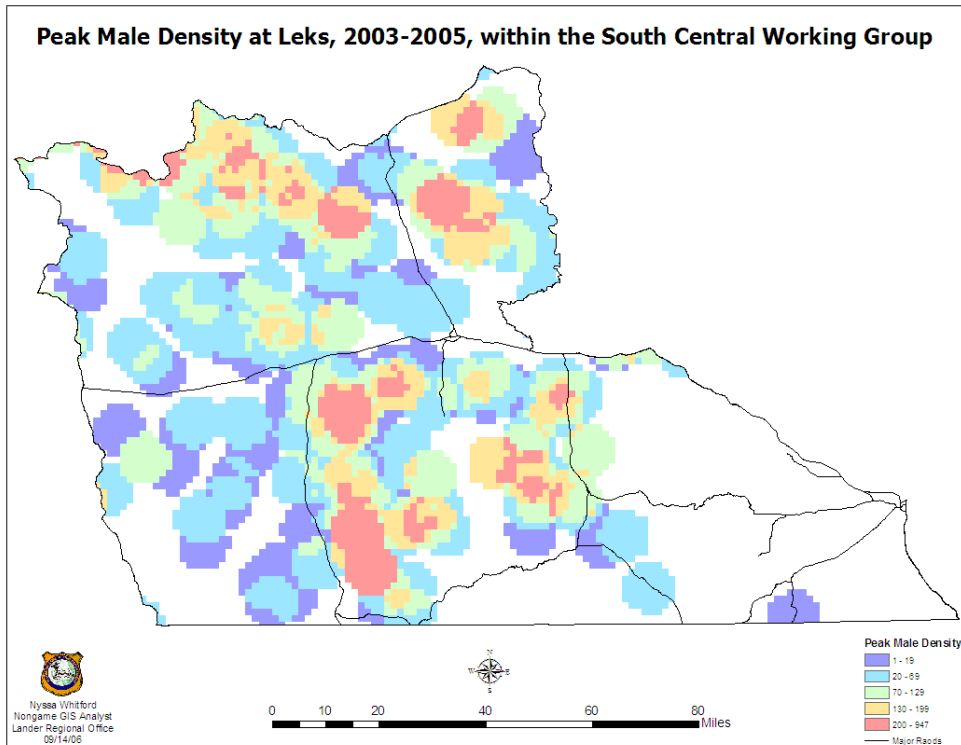 Peak Male Density at Leks, 2003-2005, within the South Central Working Group
N
W E
S
Nyssa Whitford
Nongame GIS Analyst
Lander Regional Office
09/14/06
0 10 20 40 60 80
Miles
Peak Male Density
1 - 19
20 - 69
70 - 129
130 - 199
200 - 947
Major Raods